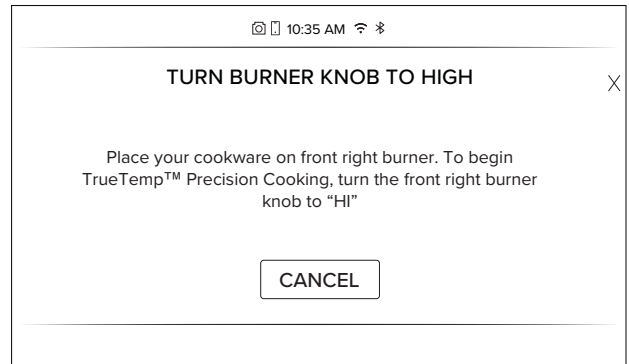 10:35 AM
TURN BURNER KNOB TO HIGH
X
Place your cookware on front right burner. To begin
TrueTemp™ Precision Cooking, turn the front right burner
knob to “HI”
CANCEL